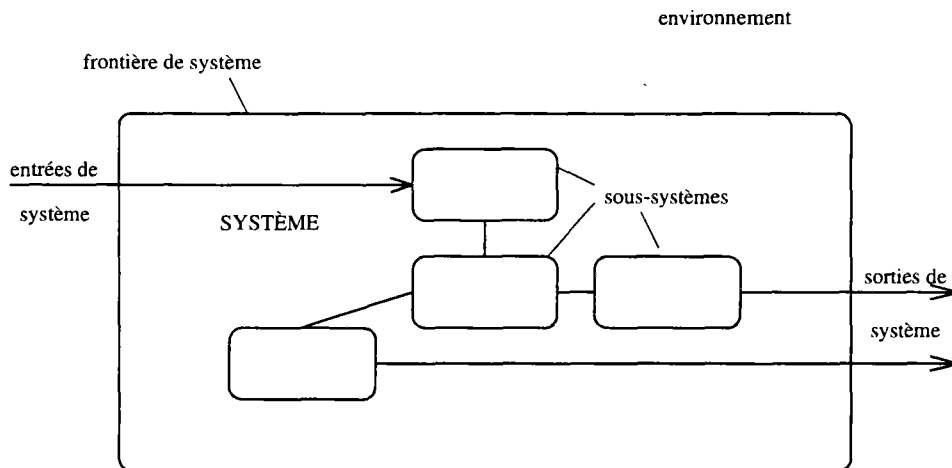 environnement
frontière de système
entrées de
système
SYSTÈME
sous-systèmes
sorties de
système